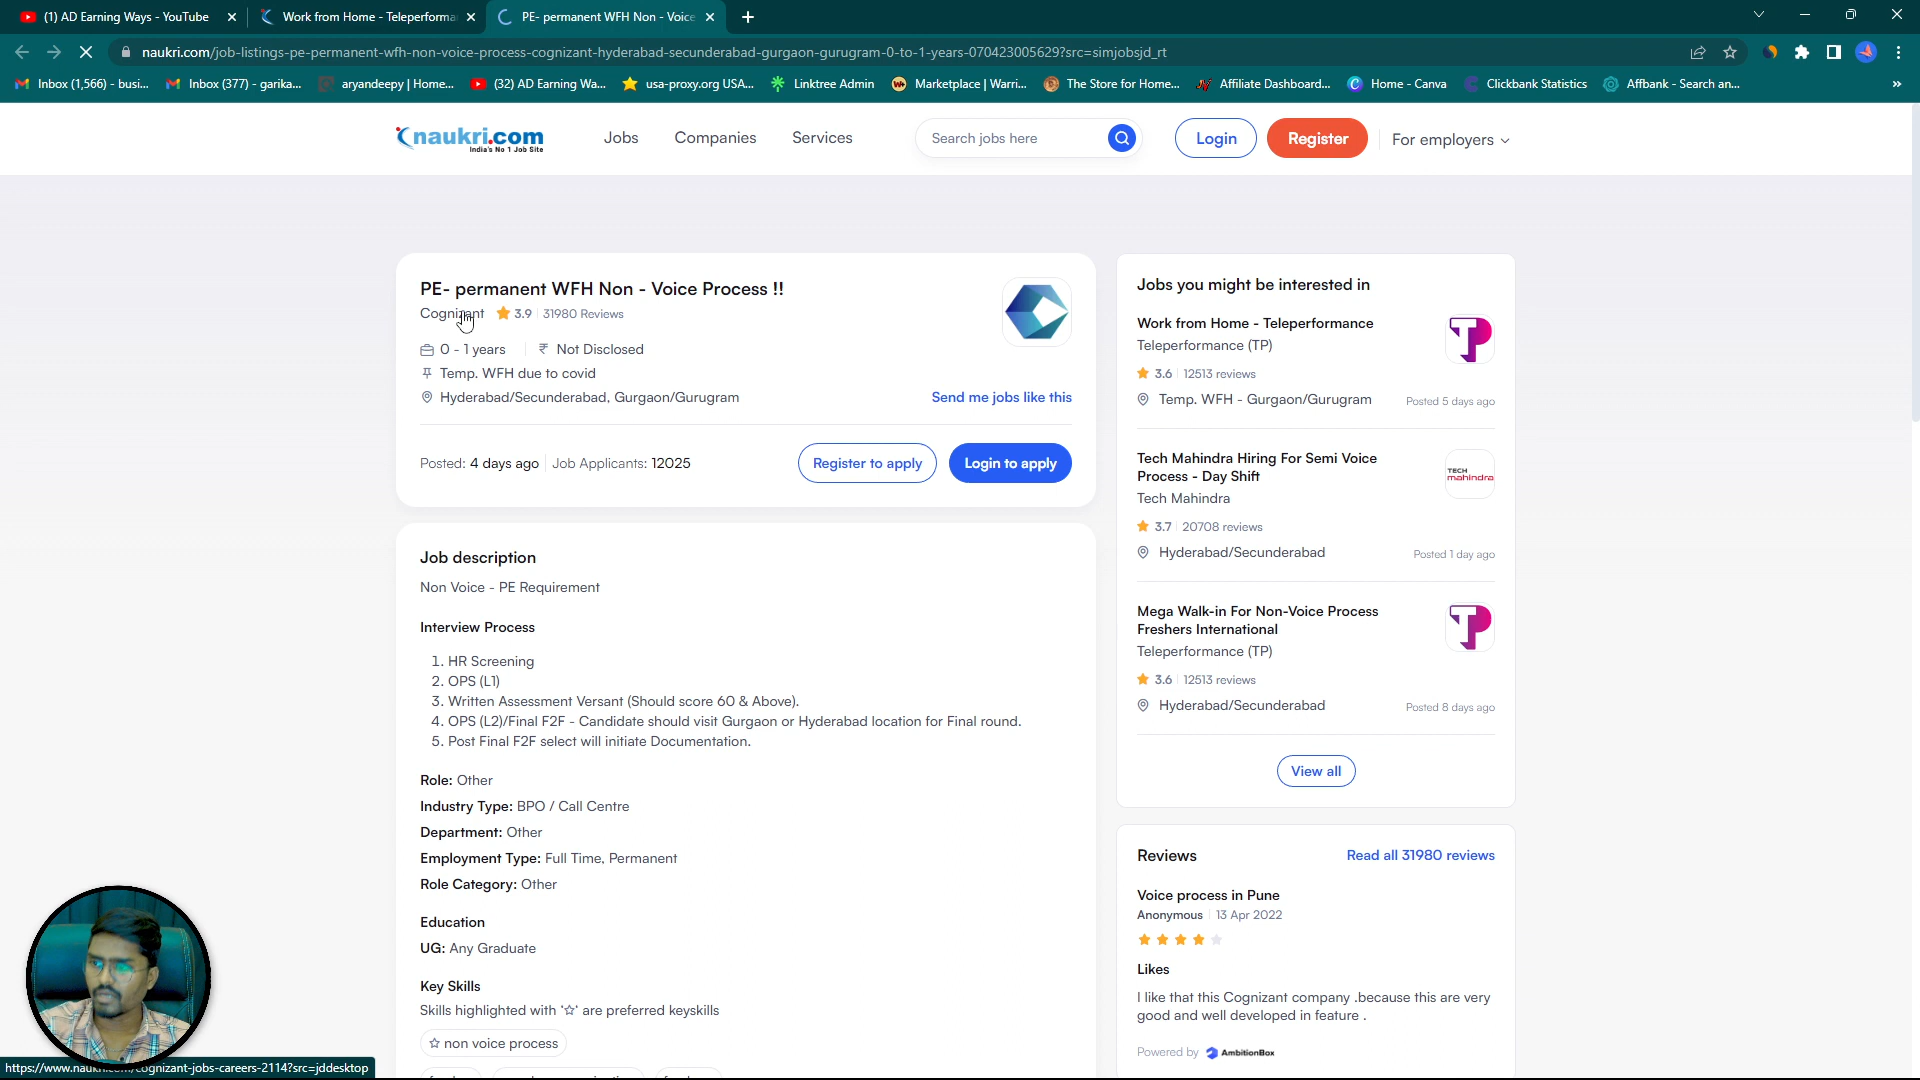 (1) AD Earning Ways - YouTube
Work from Home - Teleperforma
PE- permanent WFH Non - Voice
naukri.com/job-listings-pe-permanent-wfh-non-voice-process-cognizant-hyderabad-secunderabad-gurgaon-gurugram-0-to-1-years-070423005629?src=simjobsjd_rt
Inbox (1,566) - busi...
Inbox (377) - garika...
aryandeepy | Home...
(32) AD Earning Wa...
usa-proxy.org USA...
Linktree Admin
Marketplace | Warri...
The Store for Home...
Affiliate Dashboard...
Home - Canva
Clickbank Statistics
Affbank - Search an...
naukri.com
India's No 1 Job Site
Jobs
Companies
Services
Search jobs here
Login
Register
For employers
PE- permanent WFH Non - Voice Process !!
Cognizant 3.9 31980 Reviews
0 - 1 years ₹ Not Disclosed
Temp. WFH due to covid
Hyderabad/Secunderabad, Gurgaon/Gurugram
Send me jobs like this
Posted: 4 days ago Job Applicants: 12025
Register to apply
Login to apply
Job description
Non Voice - PE Requirement
Interview Process
1. HR Screening
2. OPS (L1)
3. Written Assessment Versant (Should score 60 & Above).
4. OPS (L2)/Final F2F - Candidate should visit Gurgaon or Hyderabad location for Final round.
5. Post Final F2F select will initiate Documentation.
Role: Other
Industry Type: BPO / Call Centre
Department: Other
Employment Type: Full Time, Permanent
Role Category: Other
Education
UG: Any Graduate
Key Skills
Skills highlighted with '☆' are preferred keyskills
☆ non voice process
Jobs you might be interested in
Work from Home - Teleperformance
Teleperformance (TP)
3.6 12513 reviews
Temp. WFH - Gurgaon/Gurugram Posted 5 days ago
Tech Mahindra Hiring For Semi Voice
Process - Day Shift
Tech Mahindra
TECH
mahindra
3.7 20708 reviews
Hyderabad/Secunderabad Posted 1 day ago
Mega Walk-in For Non-Voice Process
Freshers International
Teleperformance (TP)
3.6 12513 reviews
Hyderabad/Secunderabad Posted 8 days ago
View all
Reviews
Read all 31980 reviews
Voice process in Pune
Anonymous 13 Apr 2022
Likes
I like that this Cognizant company .because this are very
good and well developed in feature .
Powered by AmbitionBox
cognizant-jobs-careers-2114?src=jddesktop